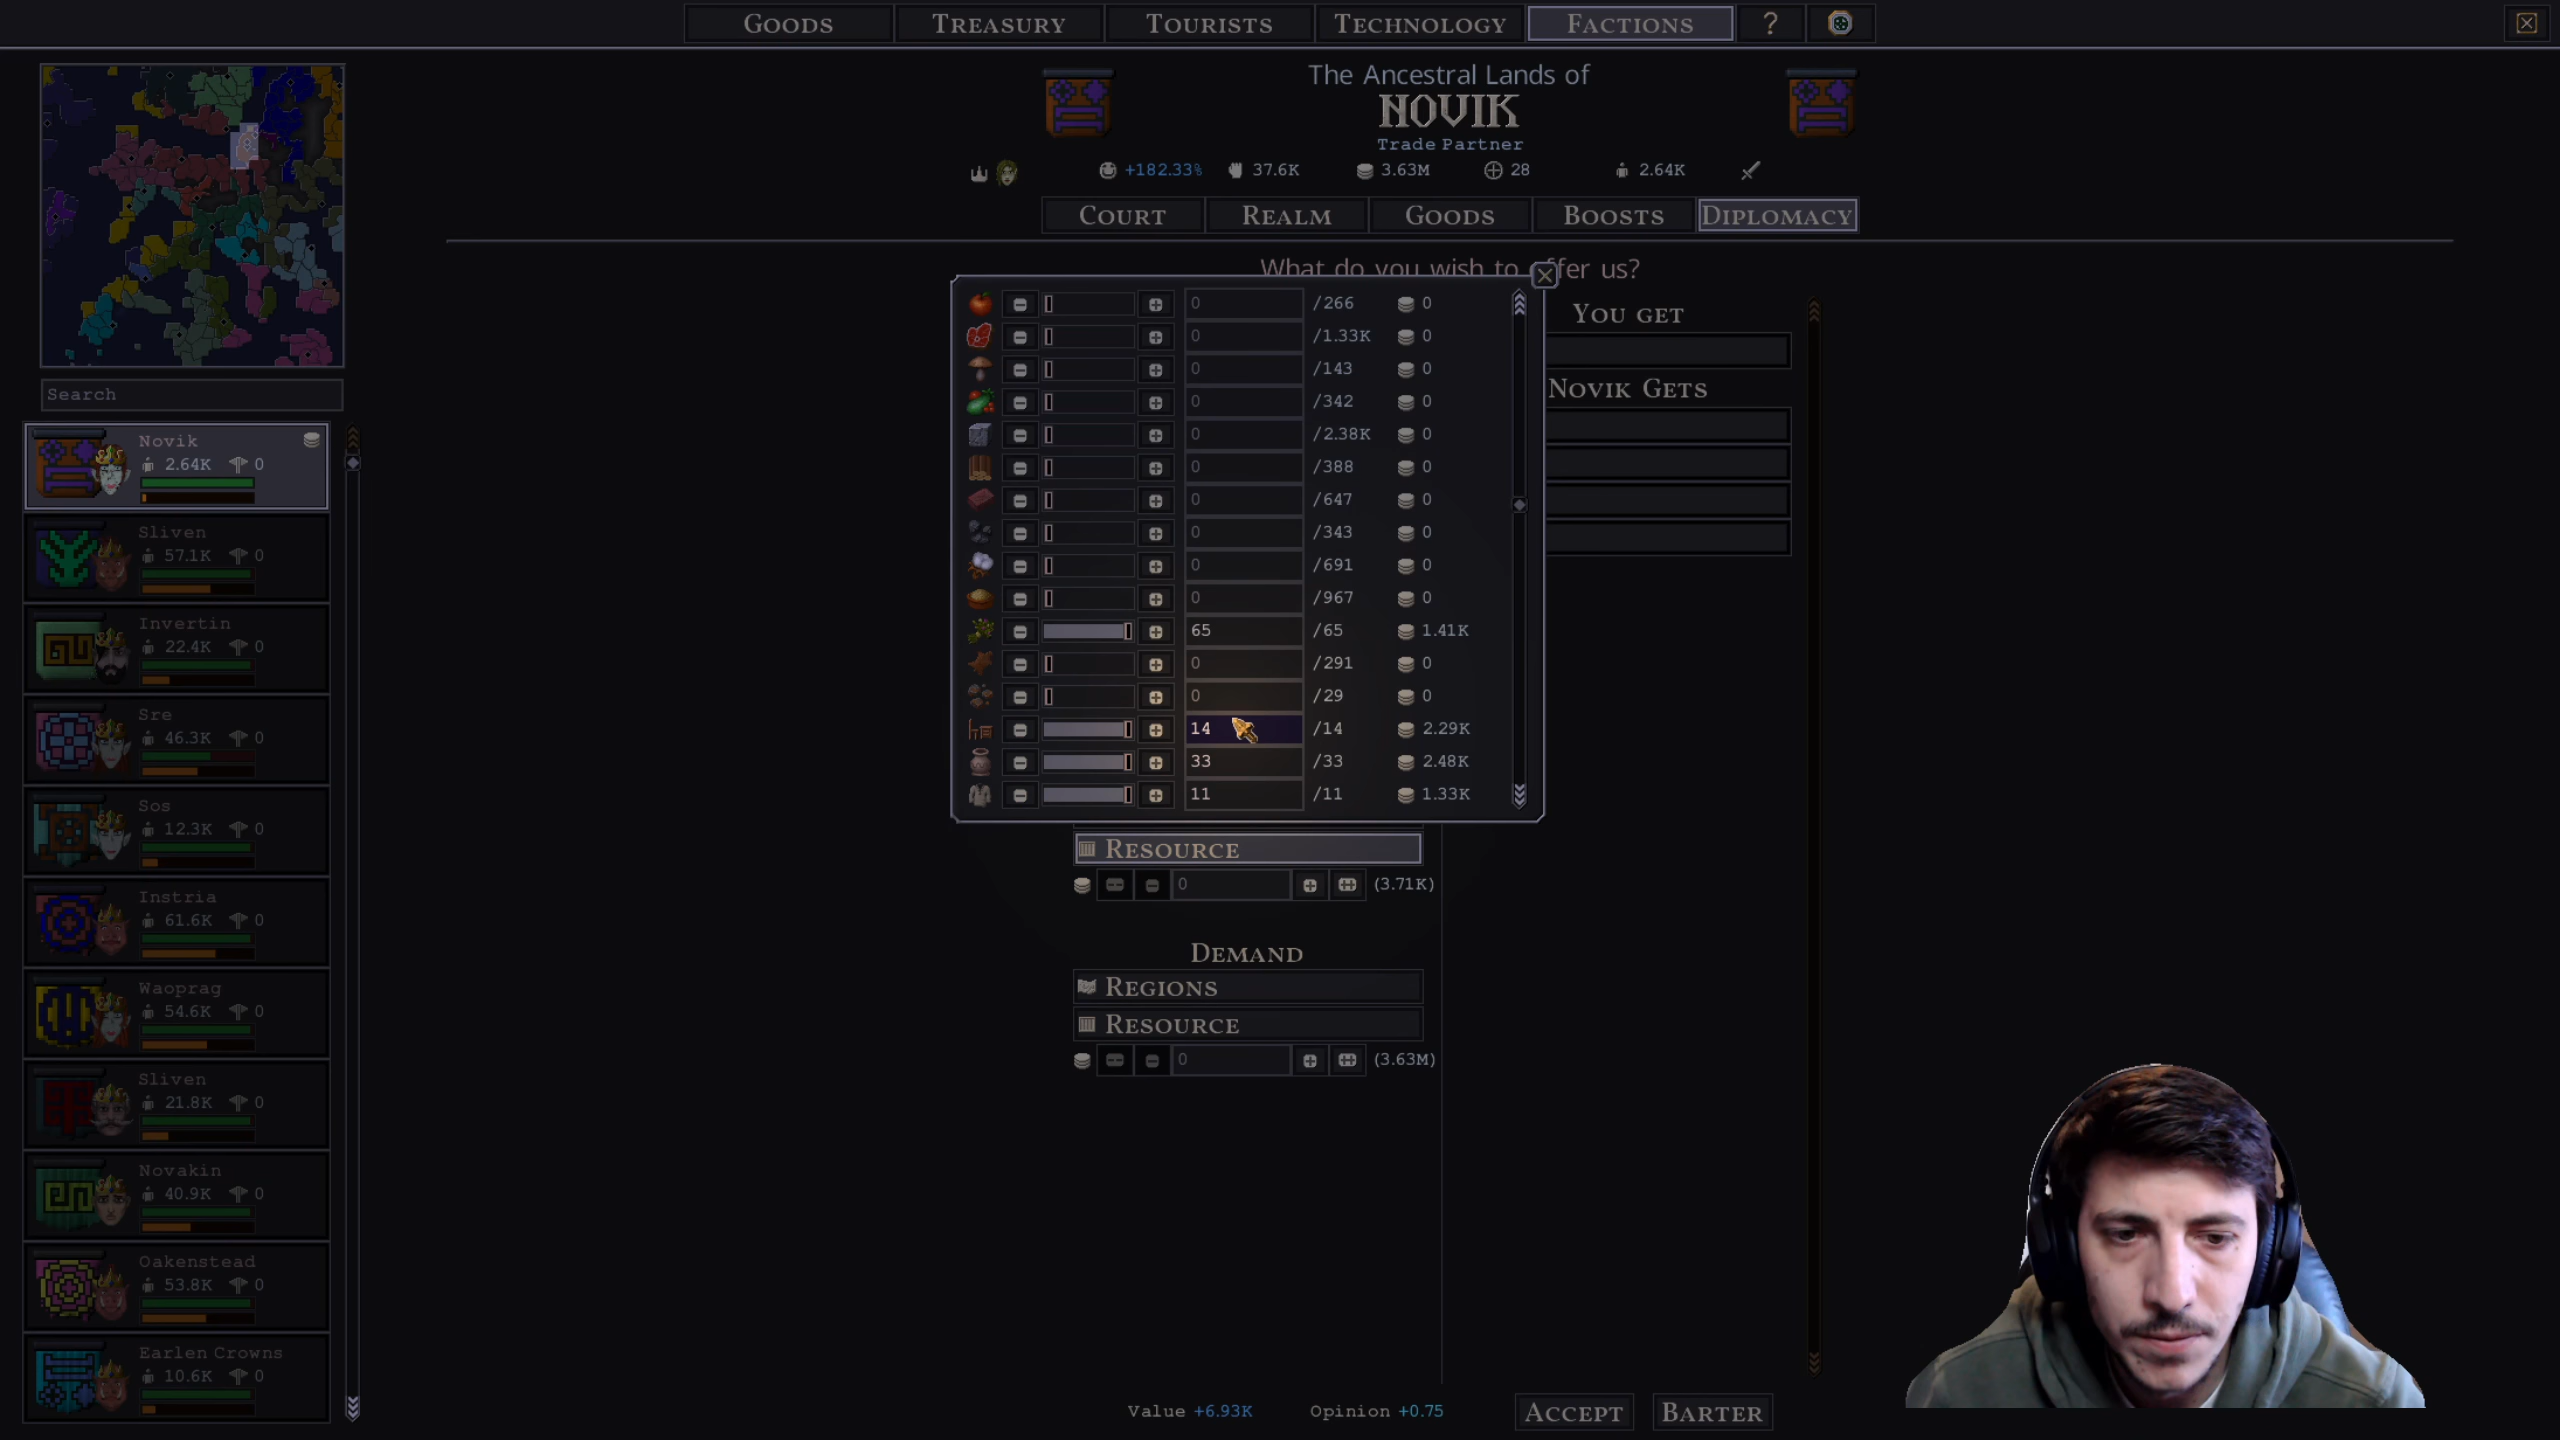 GOODS
TREASURY
TOURISTS
TECHNOLOGY
FACTIONS
?
The Ancestral Lands of
NOVIK
Trade Partner
+182.33% 37.6K 3.63M 28 2.64K
COURT
REALM
GOODS
BOOSTS
DIPLOMACY
What do you wish to offer us?
Search
Novik
2.64K 0
Sliven
57.1K 0
Invertin
22.4K 0
Sre
46.3K 0
Sos
12.3K 0
Instria
61.6K 0
Waoprag
54.6K 0
Sliven
21.8K 0
Novakin
40.9K 0
Oakenstead
53.8K 0
Earlen Crowns
10.6K 0
0 /266 0
0 /1.33K 0
0 /143 0
0 /342 0
0 /2.38K 0
0 /388 0
0 /647 0
0 /343 0
0 /691 0
0 /967 0
65 /65 1.41K
0 /291 0
0 /29 0
14 /14 2.29K
33 /33 2.48K
11 /11 1.33K
YOU GET
NOVIK GETS
RESOURCE
0 (3.71K)
DEMAND
REGIONS
RESOURCE
0 (3.63M)
Value +6.93K Opinion +0.75
ACCEPT
BARTER